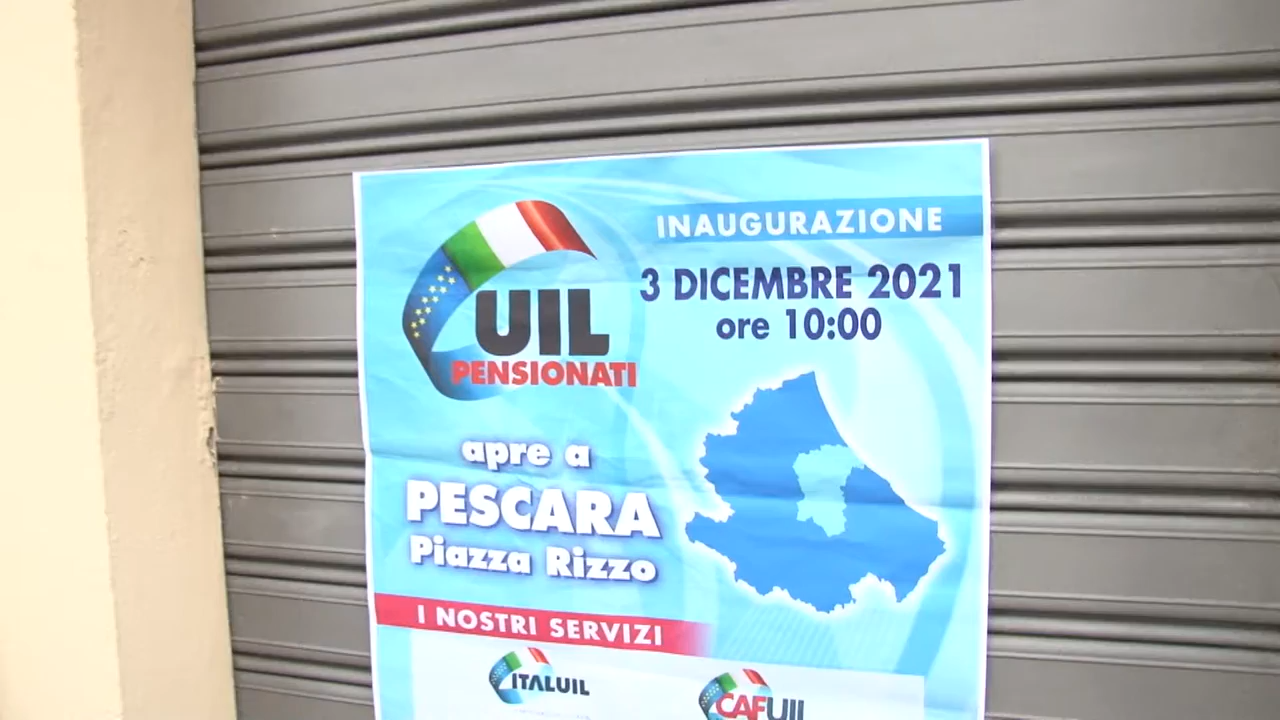 INAUGURAZIONE
3 DICEMBRE 2021
ore 10:00
UIL
PENSIONATI
apre a
PESCARA
Piazza Rizzo
I NOSTRI SERVIZI
ITALUIL
CAFUIL